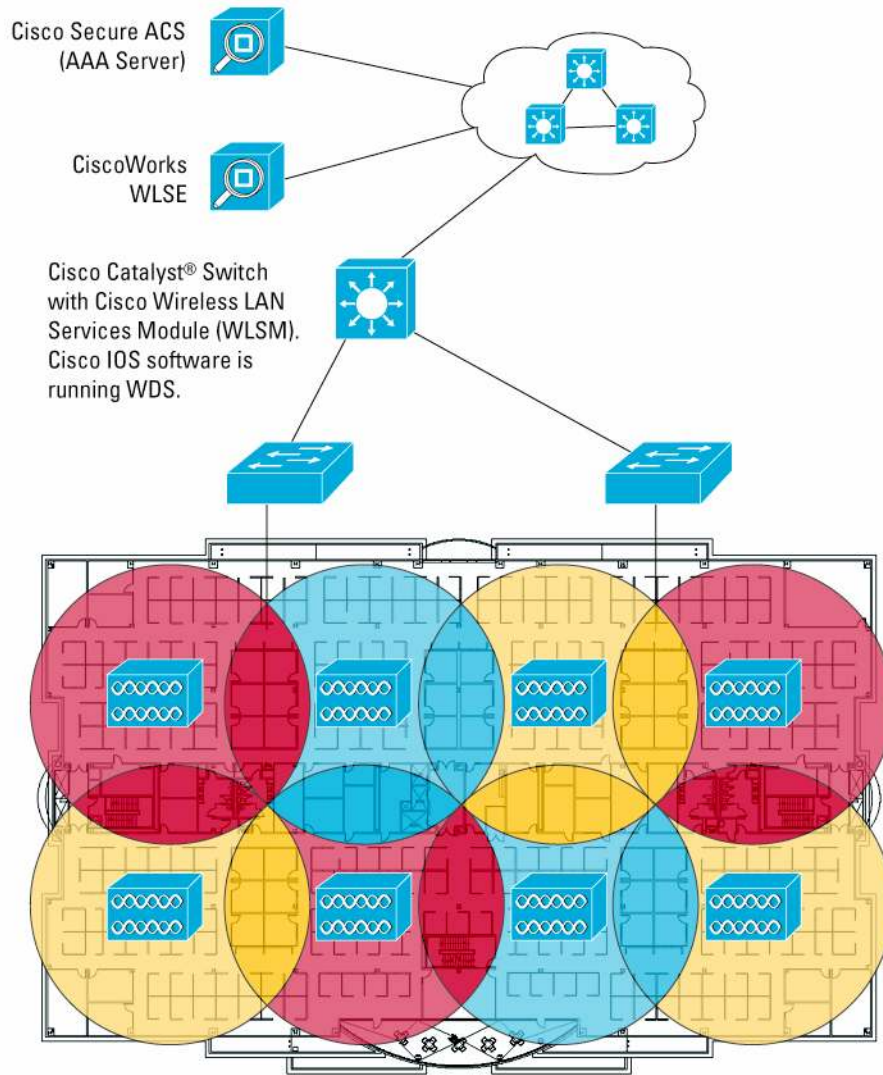 Cisco Secure ACS
(AAA Server)
CiscoWorks
WLSE
Cisco Catalyst® Switch
with Cisco Wireless LAN
Services Module (WLSM).
Cisco IOS software is
running WDS.